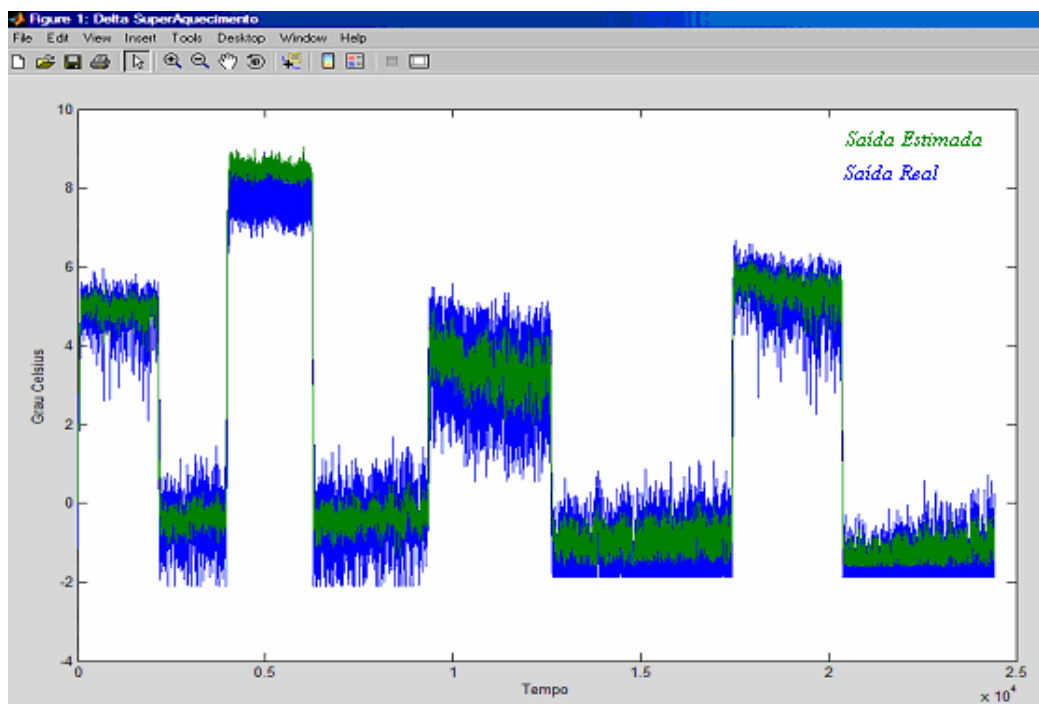 Figure 1: Delta SuperAquecimento
File Edit View Insert Tools Desktop Window Help
10
8
6
4
2
0
-2
-4
Grau Celsius
Saída Estimada
Saída Real
0
0.5
1
1.5
2
2.5
Tempo
x 10^4